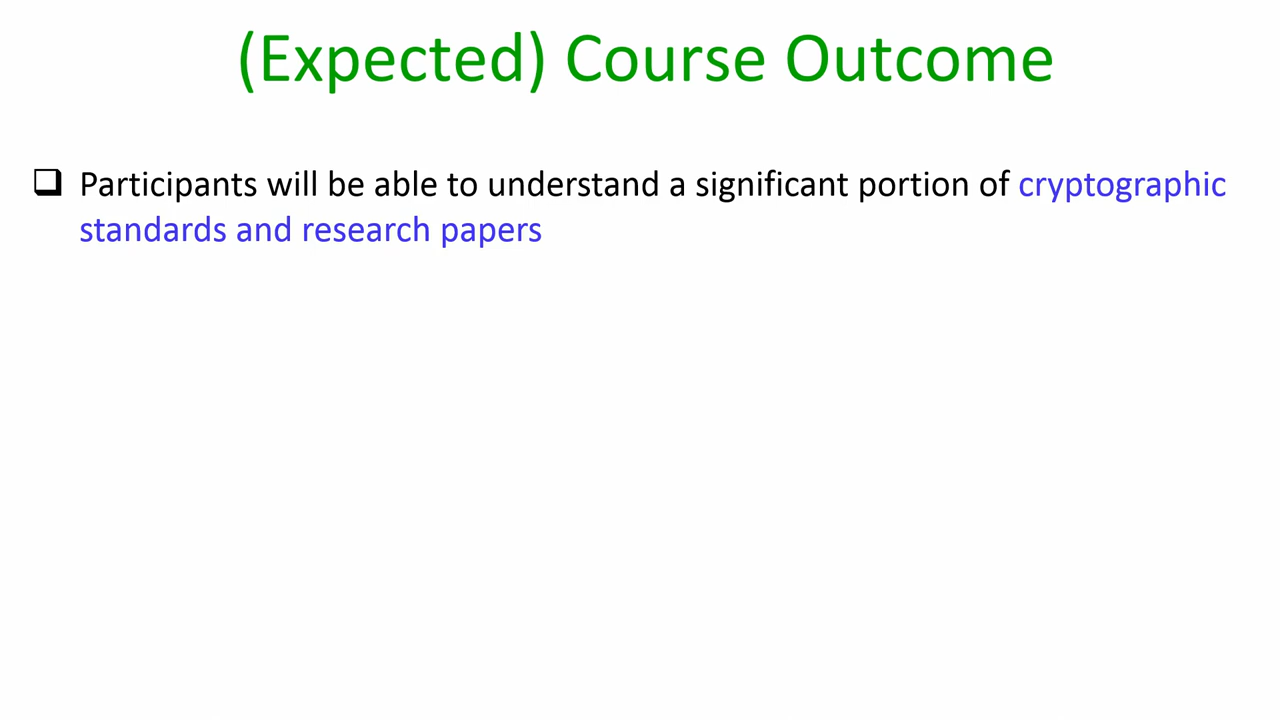 (Expected) Course Outcome
❑ Participants will be able to understand a significant portion of cryptographic
standards and research papers